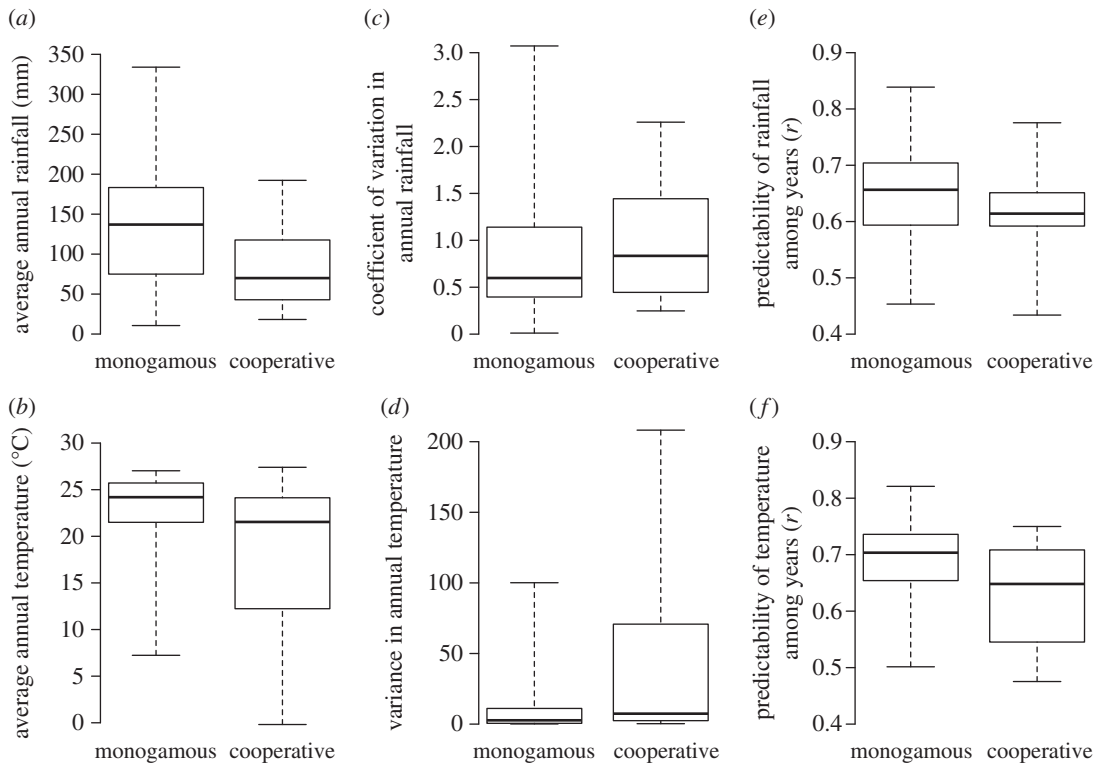 (a)
average annual rainfall (mm)
350
300
250
200
150
100
50
0
monogamous cooperative
(c)
coefficient of variation in
annual rainfall
3.0
2.5
2.0
1.5
1.0
0.5
0
monogamous cooperative
(e)
predictability of rainfall
among years (r)
0.9
0.8
0.7
0.6
0.5
0.4
monogamous cooperative
(b)
average annual temperature (°C)
30
25
20
15
10
5
0
monogamous cooperative
(d)
variance in annual temperature
200
150
100
50
0
monogamous cooperative
(f)
predictability of temperature
among years (r)
0.9
0.8
0.7
0.6
0.5
0.4
monogamous cooperative